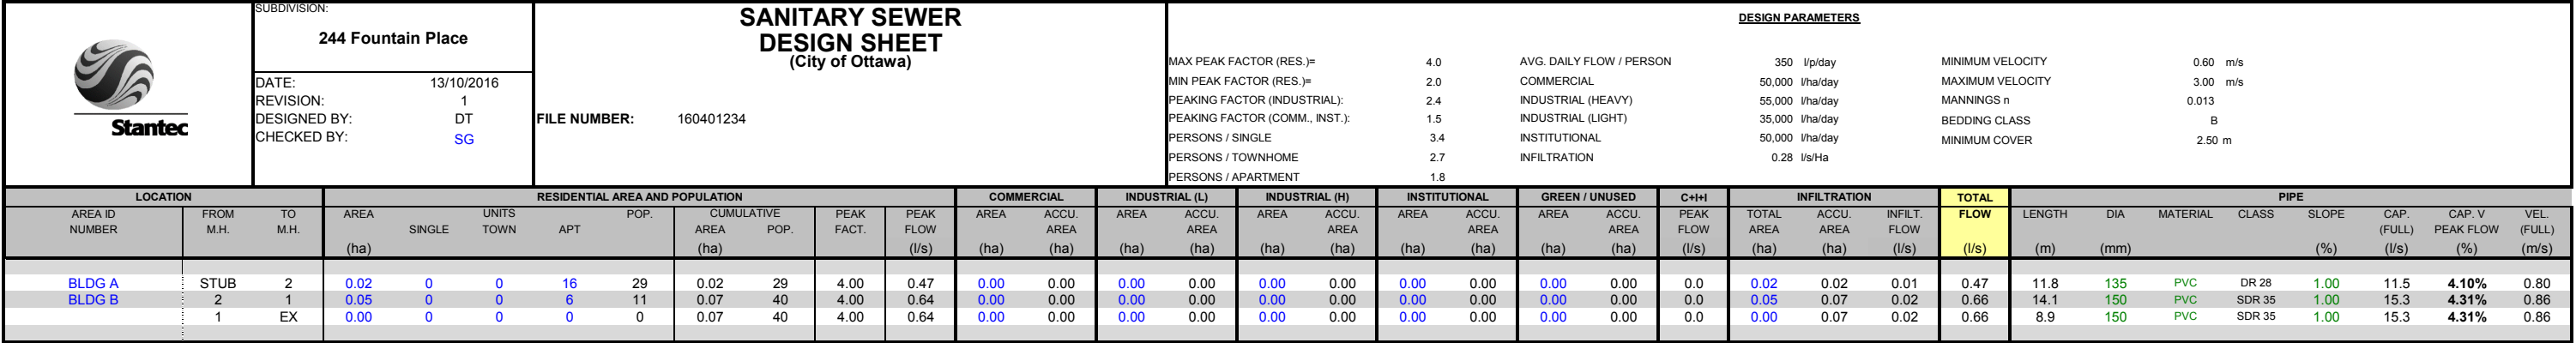 SUBDIVISION:
244 Fountain Place
DATE: 13/10/2016
REVISION: 1
DESIGNED BY: DT
CHECKED BY: SG
Stantec
SANITARY SEWER
DESIGN SHEET
(City of Ottawa)
FILE NUMBER: 160401234
DESIGN PARAMETERS
MAX PEAK FACTOR (RES.)= 4.0 AVG. DAILY FLOW / PERSON 350 l/p/day MINIMUM VELOCITY 0.60 m/s
MIN PEAK FACTOR (RES.)= 2.0 COMMERCIAL 50,000 l/ha/day MAXIMUM VELOCITY 3.00 m/s
PEAKING FACTOR (INDUSTRIAL): 2.4 INDUSTRIAL (HEAVY) 55,000 l/ha/day MANNINGS n 0.013
PEAKING FACTOR (COMM., INST.): 1.5 INDUSTRIAL (LIGHT) 35,000 l/ha/day BEDDING CLASS B
PERSONS / SINGLE 3.4 INSTITUTIONAL 50,000 l/ha/day MINIMUM COVER 2.50 m
PERSONS / TOWNHOME 2.7 INFILTRATION 0.28 l/s/Ha
PERSONS / APARTMENT 1.8
LOCATION RESIDENTIAL AREA AND POPULATION COMMERCIAL INDUSTRIAL (L) INDUSTRIAL (H) INSTITUTIONAL GREEN / UNUSED C+I+I INFILTRATION TOTAL PIPE
AREA ID FROM TO AREA UNITS POP. CUMULATIVE PEAK PEAK AREA ACCU. AREA ACCU. AREA ACCU. AREA ACCU. AREA ACCU. PEAK TOTAL ACCU. INFILT. FLOW LENGTH DIA MATERIAL CLASS SLOPE CAP. CAP. V VEL.
NUMBER M.H. M.H. SINGLE TOWN APT AREA POP. FACT. FLOW AREA AREA AREA AREA AREA FLOW AREA AREA FLOW (FULL) PEAK FLOW (FULL)
(ha) (ha) (l/s) (ha) (ha) (ha) (ha) (ha) (ha) (ha) (ha) (ha) (ha) (l/s) (ha) (ha) (l/s) (l/s) (m) (mm) (%) (l/s) (%) (m/s)
BLDG A STUB 2 0.02 0 0 16 29 0.02 29 4.00 0.47 0.00 0.00 0.00 0.00 0.00 0.00 0.00 0.00 0.00 0.00 0.0 0.02 0.02 0.01 0.47 11.8 135 PVC DR 28 1.00 11.5 4.10% 0.80
BLDG B 2 1 0.05 0 0 6 11 0.07 40 4.00 0.64 0.00 0.00 0.00 0.00 0.00 0.00 0.00 0.00 0.00 0.00 0.0 0.05 0.07 0.02 0.66 14.1 150 PVC SDR 35 1.00 15.3 4.31% 0.86
1 EX 0.00 0 0 0 0 0.07 40 4.00 0.64 0.00 0.00 0.00 0.00 0.00 0.00 0.00 0.00 0.00 0.00 0.0 0.00 0.07 0.02 0.66 8.9 150 PVC SDR 35 1.00 15.3 4.31% 0.86